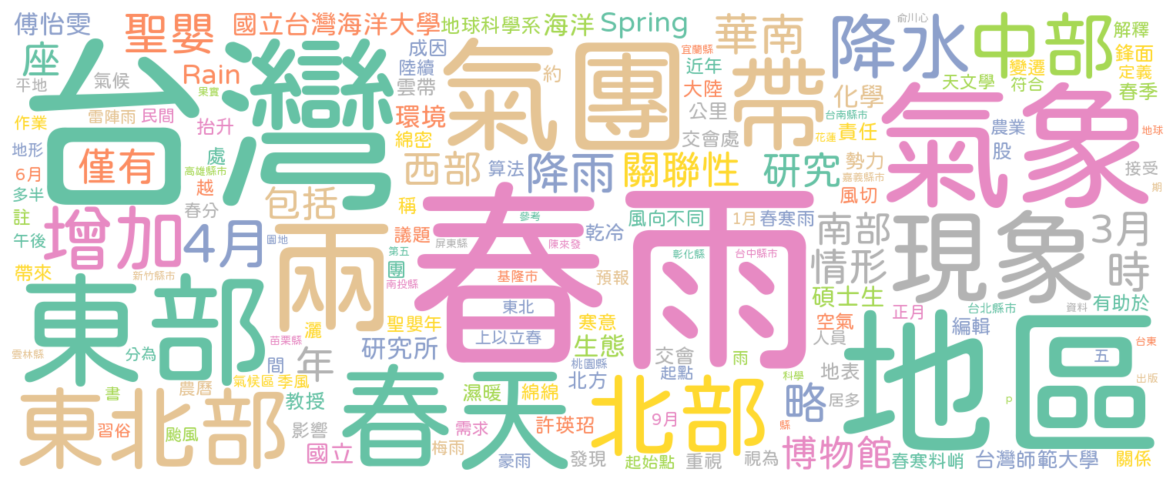 傅怡雯
聖嬰
國立台灣海洋大學
地球科學系
海洋
Spring
華南
降水
俞川心
中部
解釋
鋒面
定義
春季
座
平地
氣候
台灣
Rain
果實
成因
陸續
雲帶
氣團
約
宜蘭縣
近年
大陸
公里
帶
天文學
變遷
符合
化學
氣象
作業
雷陣雨
民間
抬升
環境
綿密
交會處
台南縣市
責任
花蓮
農業
股
地球
地形
6月
多半
僅有
處
高雄縣市
越
西部
算法
降雨
關聯性
研究
勢力
嘉義縣市
風切
接受
期
註
午後
增加
春分
4月
包括
稱
議題
團
參考
陳來發
春雨
風向不同
1月
春寒雨
南部
情形
現象
3月
時
帶來
新竹縣市
園地
兩
屏東縣
第五
南投縣
乾冷
基隆市
預報
彰化縣
台中縣市
碩士生
正月
台北縣市
資料
有助於
東部
灑
苗栗縣
間
聖嬰年
東北
上以立春
寒意
生態
桃園縣
北方
交會
起點
雨
空氣
人員
編輯
地區
五
台東
雲林縣
分為
書
農曆
氣候區
季風
年
研究所
濕暖
綿綿
科學
地表
居多
出版
P
東北部
習俗
颱風
教授
影響
國立
春天
梅雨
需求
豪雨
許瑛玿
發現
北部
9月
起始點
重視
視為
縣
略
博物館
春寒料峭
台灣師範大學
關係